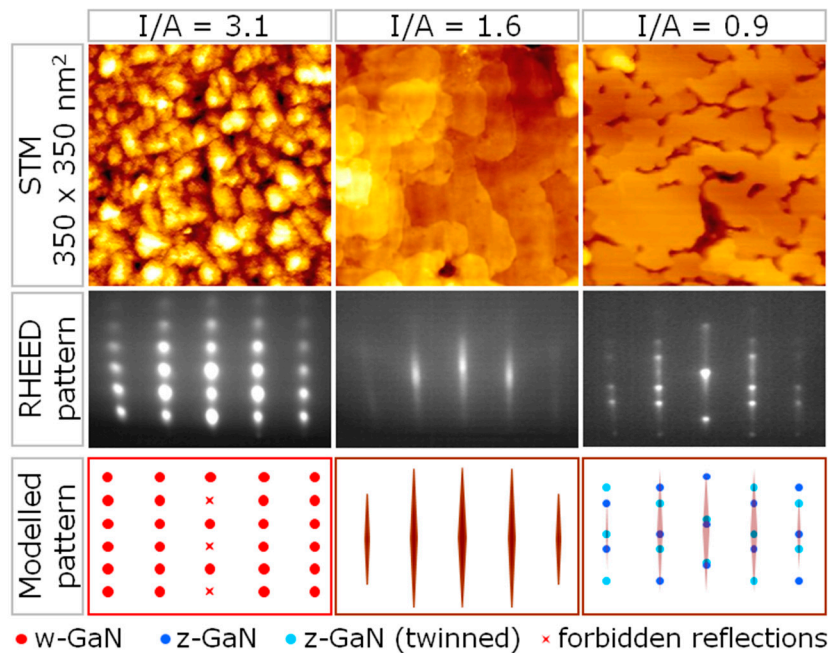 I/A = 3.1
I/A = 1.6
I/A = 0.9
STM
350 x 350 nm²
RHEED
pattern
Modelled
pattern
w-GaN
z-GaN
z-GaN (twinned)
× forbidden reflections